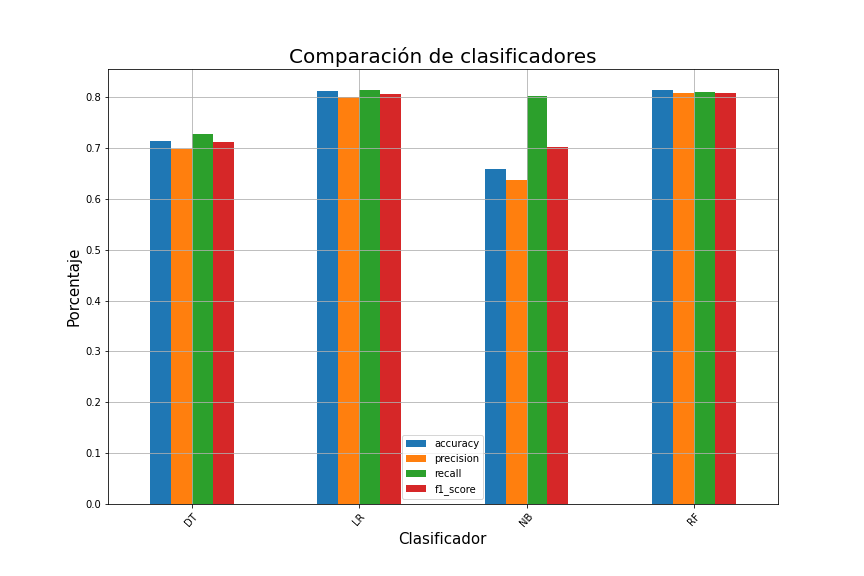 Comparación de clasificadores
Porcentaje
0.8
0.7
0.6
0.5
0.4
0.3
0.2
0.1
0.0
accuracy
precision
recall
f1_score
DT
LR
NB
RF
Clasificador